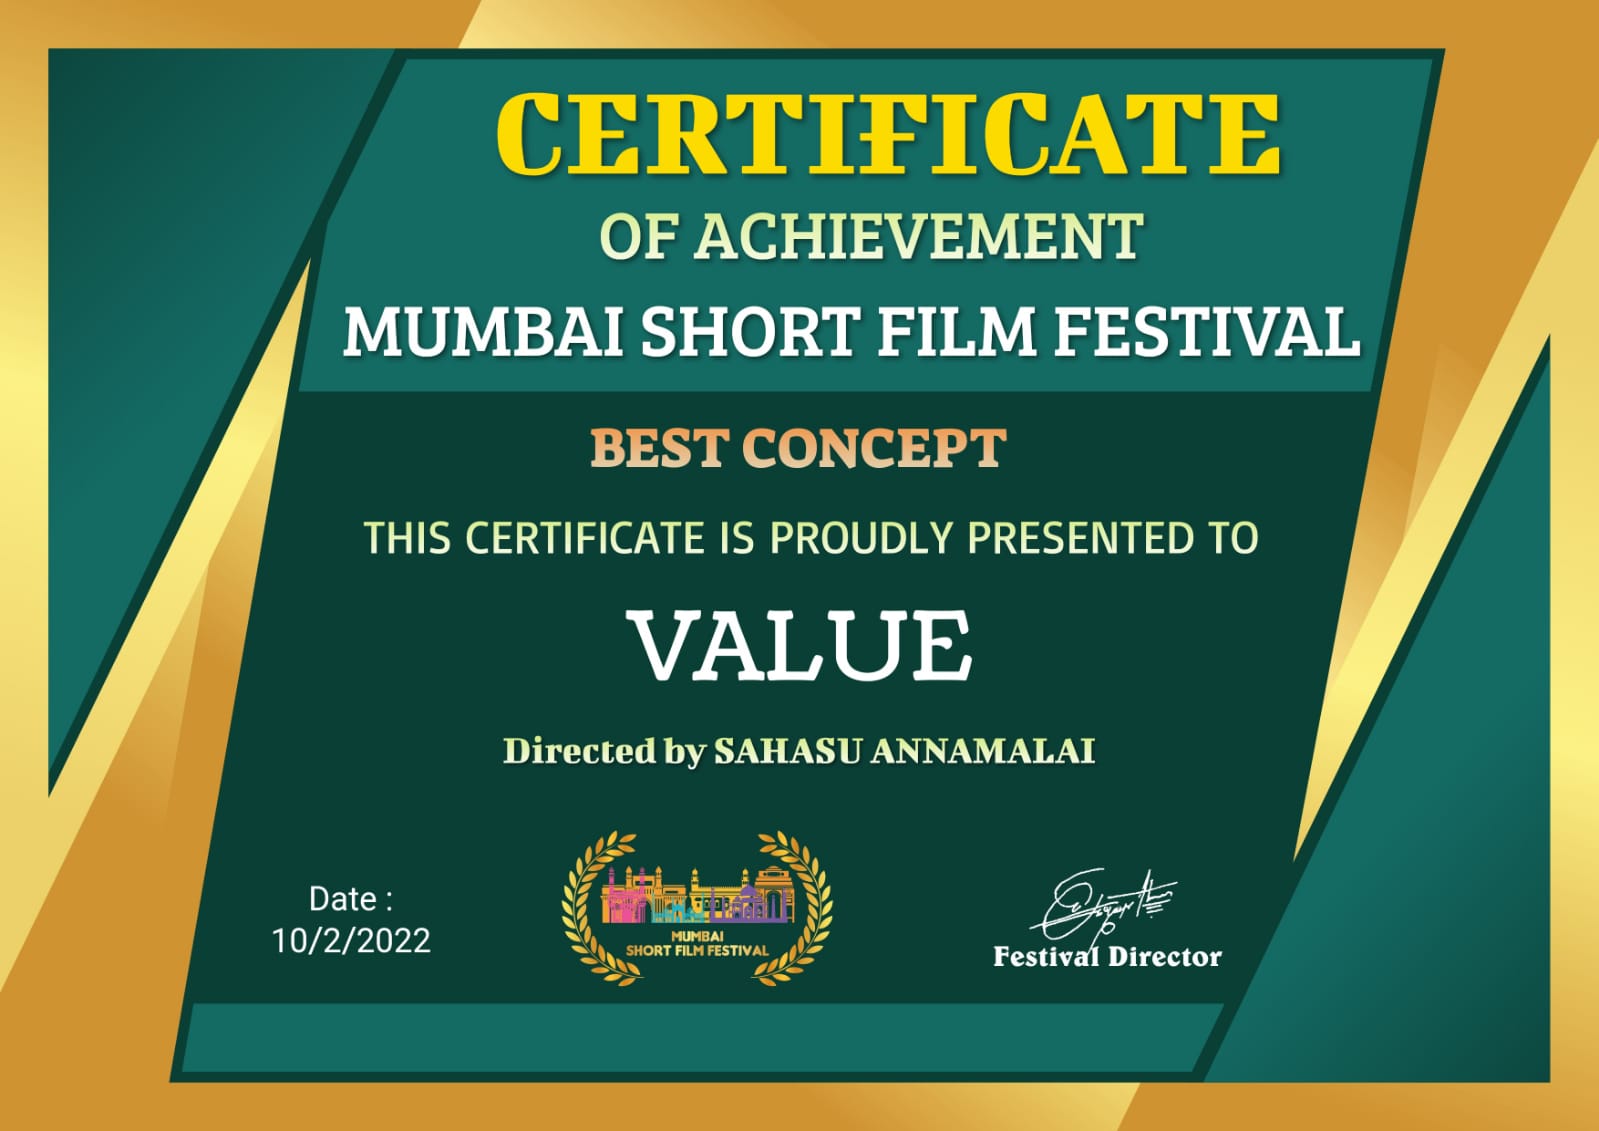 CERTIFICATE
OF ACHIEVEMENT
MUMBAI SHORT FILM FESTIVAL
BEST CONCEPT
THIS CERTIFICATE IS PROUDLY PRESENTED TO
VALUE
Directed by SAHASU ANNAMALAI
Date :
10/2/2022
MUMBAI
SHORT FILM FESTIVAL
Festival Director